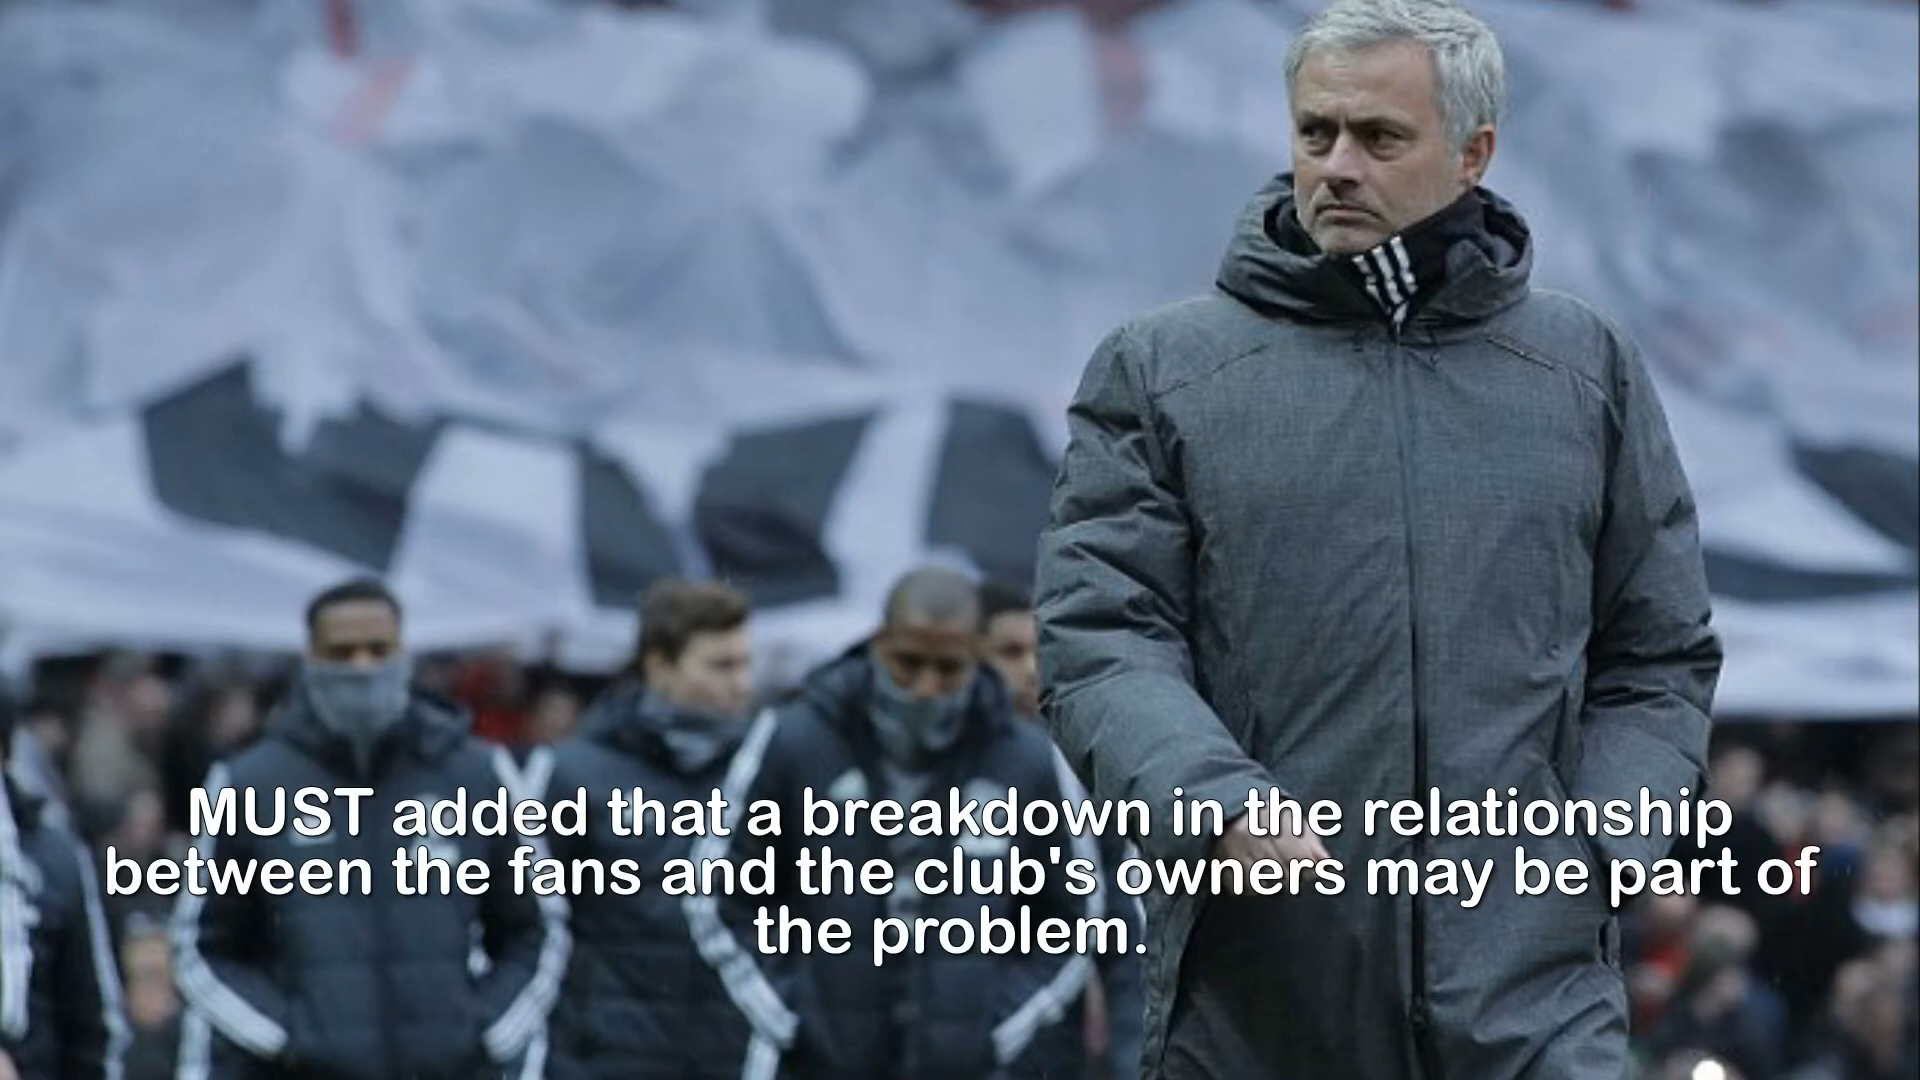 MUST added that a breakdown in the relationship
between the fans and the club's owners may be part of
the problem.